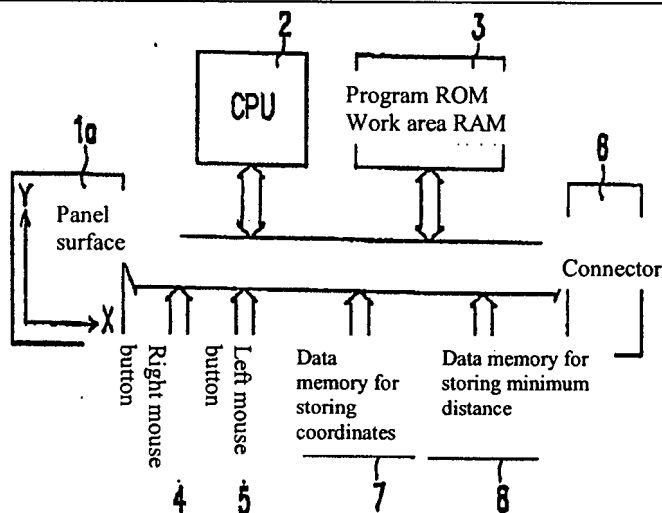 2
3
1a
CPU
Program ROM
Work area RAM
6
Y
Panel
surface
Connector
X
Right mouse
button
Left mouse
button
Data
memory for
storing
coordinates
Data memory for
storing minimum
distance
4
5
7
8